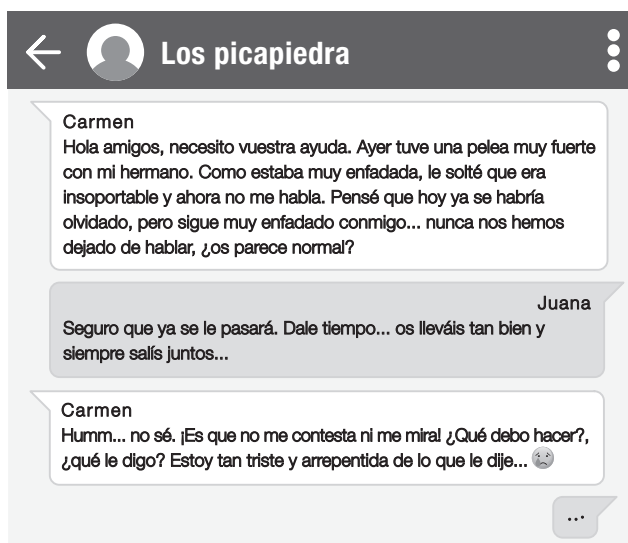 Los picapiedra
Carmen
Hola amigos, necesito vuestra ayuda. Ayer tuve una pelea muy fuerte
con mi hermano. Como estaba muy enfadada, le solté que era
insoportable y ahora no me habla. Pensé que hoy ya se habría
olvidado, pero sigue muy enfadado conmigo... nunca nos hemos
dejado de hablar, ¿os parece normal?
Juana
Seguro que ya se le pasará. Dale tiempo... os lleváis tan bien y
siempre salís juntos...
Carmen
Humm... no sé. ¡Es que no me contesta ni me mira! ¿Qué debo hacer?,
¿qué le digo? Estoy tan triste y arrepentida de lo que le dije...
...